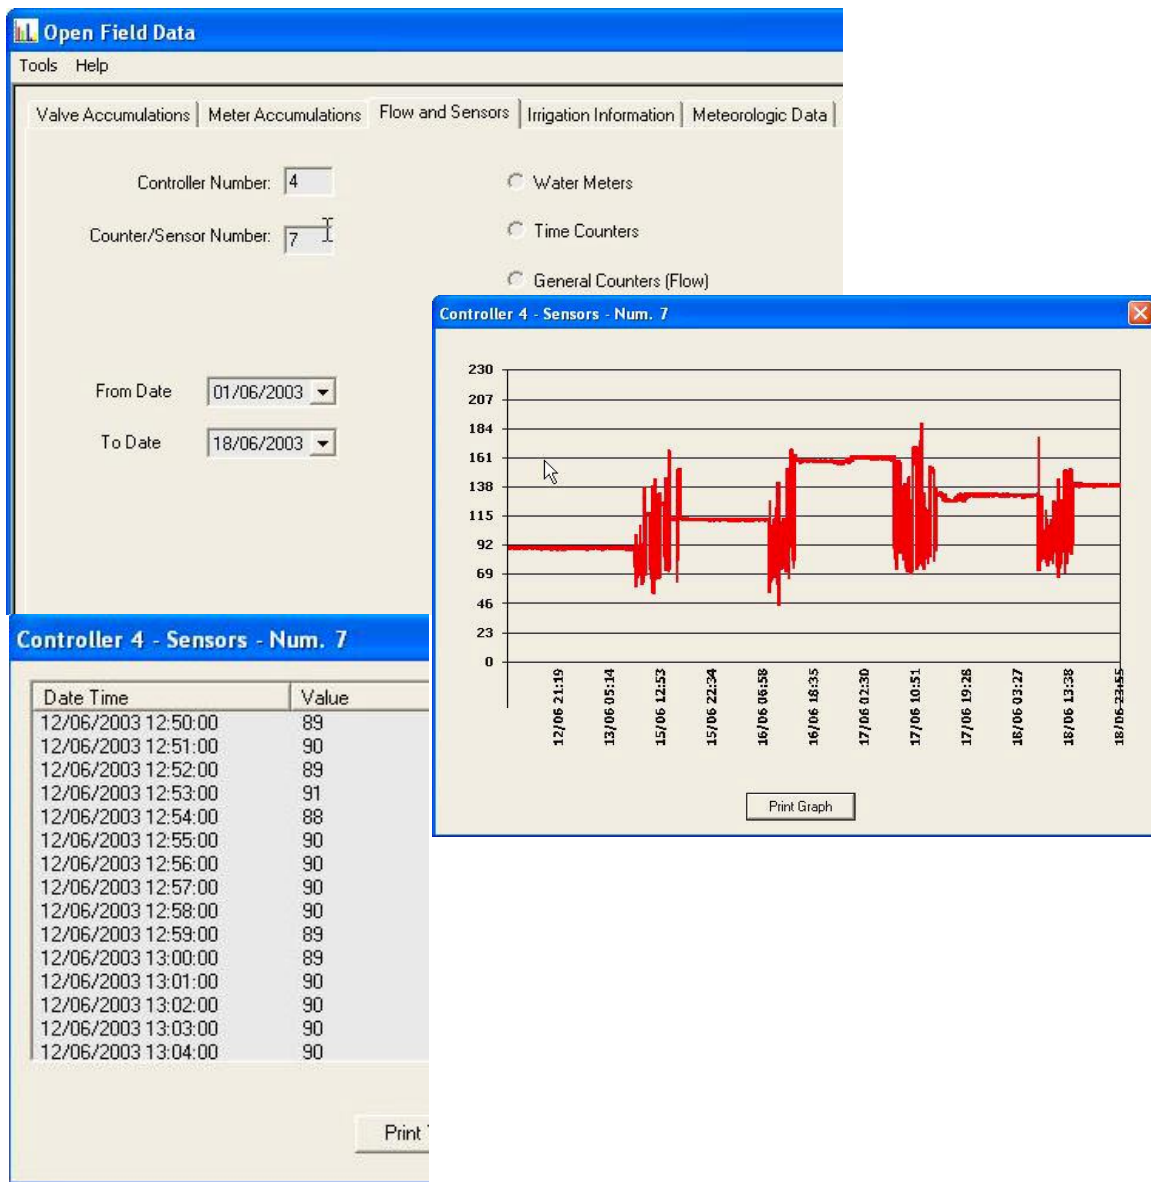 Open Field Data
Tools Help
Valve Accumulations Meter Accumulations Flow and Sensors Irrigation Information Meteorologic Data
Controller Number: 4
Water Meters
Counter/Sensor Number: 7
Time Counters
General Counters (Flow)
From Date 01/06/2003
To Date 18/06/2003
Controller 4 - Sensors - Num. 7
230
207
184
161
138
115
92
69
46
23
0
12/06 21:19
13/06 05:14
15/06 12:53
15/06 22:34
16/06 06:58
16/06 18:35
17/06 02:30
17/06 10:51
17/06 19:28
18/06 03:27
18/06 13:38
18/06 23:55
Print Graph
Controller 4 - Sensors - Num. 7
Date Time Value
12/06/2003 12:50:00 89
12/06/2003 12:51:00 90
12/06/2003 12:52:00 89
12/06/2003 12:53:00 91
12/06/2003 12:54:00 88
12/06/2003 12:55:00 90
12/06/2003 12:56:00 90
12/06/2003 12:57:00 90
12/06/2003 12:58:00 90
12/06/2003 12:59:00 89
12/06/2003 13:00:00 89
12/06/2003 13:01:00 90
12/06/2003 13:02:00 90
12/06/2003 13:03:00 90
12/06/2003 13:04:00 90
Print